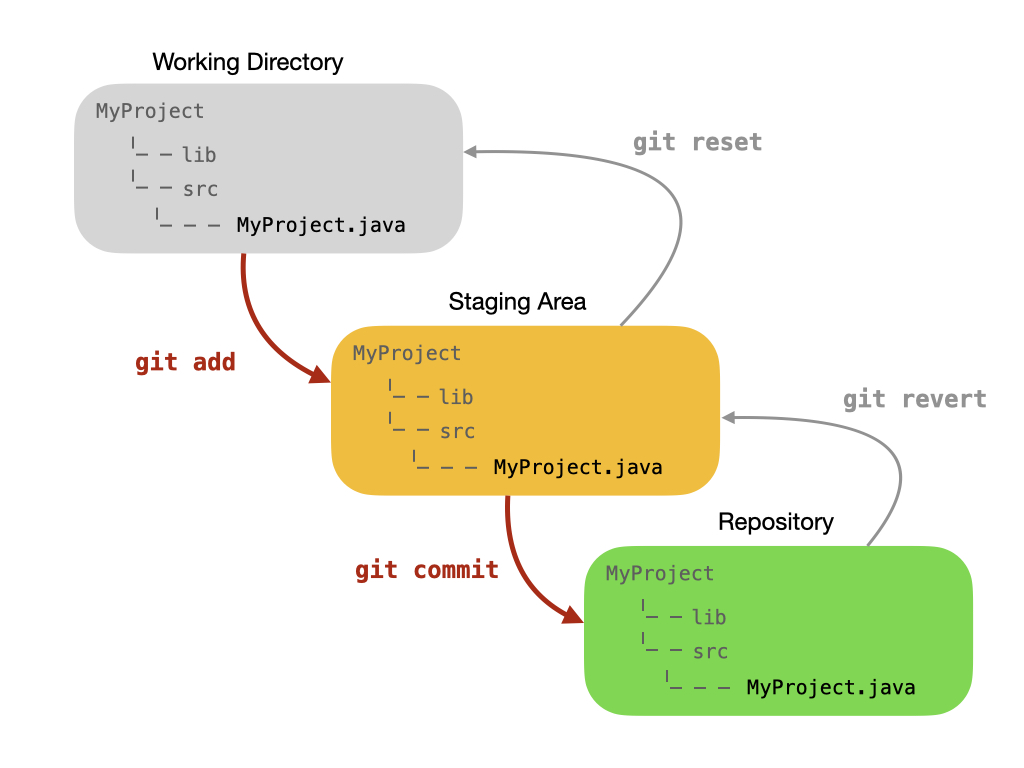 Working Directory
MyProject
lib
src
MyProject.java
git reset
git add
Staging Area
MyProject
lib
src
MyProject.java
git revert
git commit
Repository
MyProject
lib
src
MyProject.java